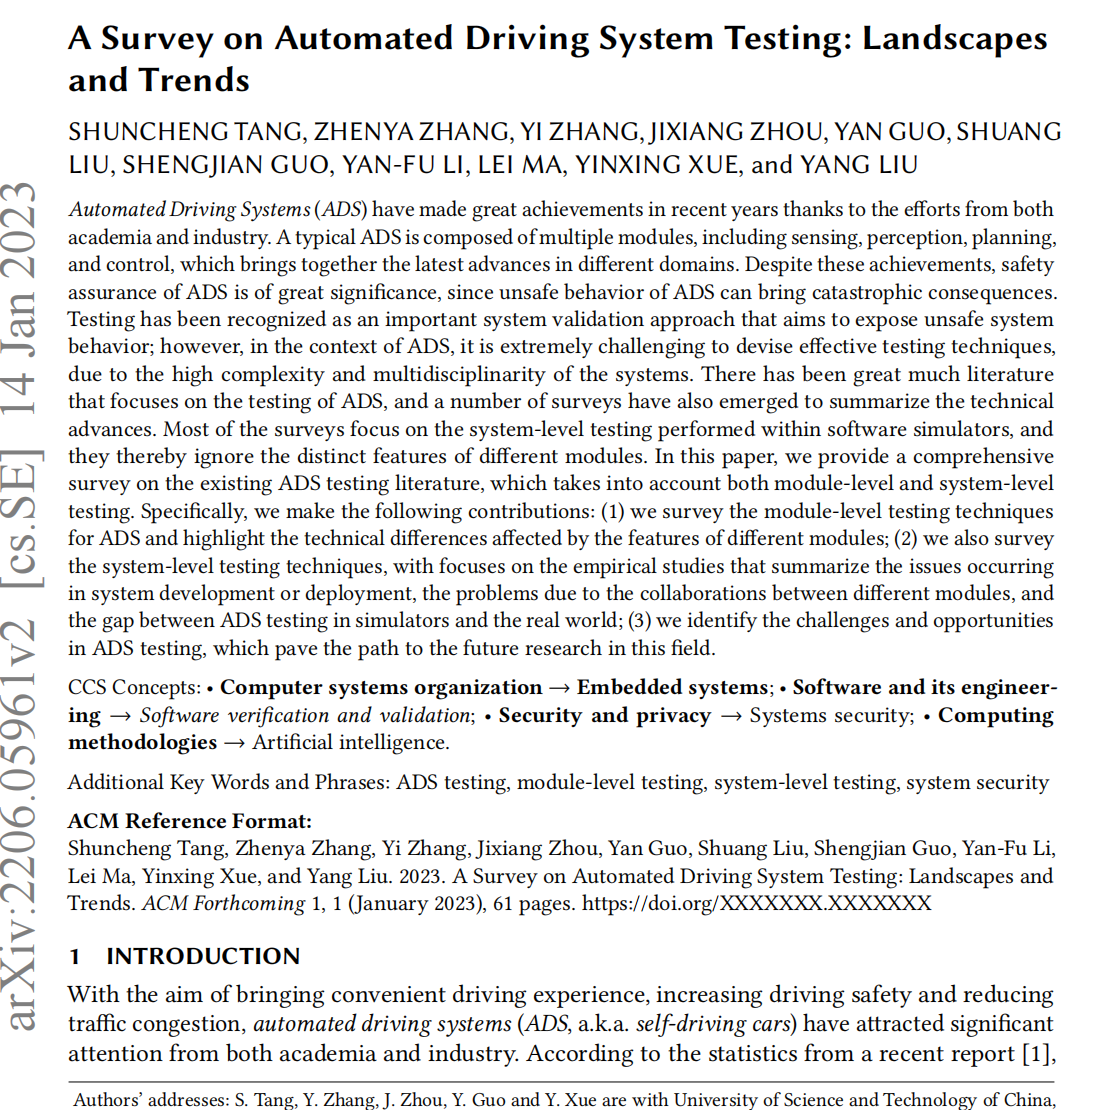 A Survey on Automated Driving System Testing: Landscapes
and Trends
SHUNCHENG TANG, ZHENYA ZHANG, YI ZHANG, JIXIANG ZHOU, YAN GUO, SHUANG
LIU, SHENGJIAN GUO, YAN-FU LI, LEI MA, YINXING XUE, and YANG LIU
Automated Driving Systems (ADS) have made great achievements in recent years thanks to the efforts from both
academia and industry. A typical ADS is composed of multiple modules, including sensing, perception, planning,
and control, which brings together the latest advances in different domains. Despite these achievements, safety
assurance of ADS is of great significance, since unsafe behavior of ADS can bring catastrophic consequences.
Testing has been recognized as an important system validation approach that aims to expose unsafe system
behavior; however, in the context of ADS, it is extremely challenging to devise effective testing techniques,
due to the high complexity and multidisciplinarity of the systems. There has been great much literature
that focuses on the testing of ADS, and a number of surveys have also emerged to summarize the technical
advances. Most of the surveys focus on the system-level testing performed within software simulators, and
they thereby ignore the distinct features of different modules. In this paper, we provide a comprehensive
survey on the existing ADS testing literature, which takes into account both module-level and system-level
testing. Specifically, we make the following contributions: (1) we survey the module-level testing techniques
for ADS and highlight the technical differences affected by the features of different modules; (2) we also survey
the system-level testing techniques, with focuses on the empirical studies that summarize the issues occurring
in system development or deployment, the problems due to the collaborations between different modules, and
the gap between ADS testing in simulators and the real world; (3) we identify the challenges and opportunities
in ADS testing, which pave the path to the future research in this field.
CCS Concepts: • Computer systems organization → Embedded systems; • Software and its engineer-
ing → Software verification and validation; • Security and privacy → Systems security; • Computing
methodologies → Artificial intelligence.
Additional Key Words and Phrases: ADS testing, module-level testing, system-level testing, system security
ACM Reference Format:
Shuncheng Tang, Zhenya Zhang, Yi Zhang, Jixiang Zhou, Yan Guo, Shuang Liu, Shengjian Guo, Yan-Fu Li,
Lei Ma, Yinxing Xue, and Yang Liu. 2023. A Survey on Automated Driving System Testing: Landscapes and
Trends. ACM Forthcoming 1, 1 (January 2023), 61 pages. https://doi.org/XXXXXXX.XXXXXXX
1 INTRODUCTION
With the aim of bringing convenient driving experience, increasing driving safety and reducing
traffic congestion, automated driving systems (ADS, a.k.a. self-driving cars) have attracted significant
attention from both academia and industry. According to the statistics from a recent report [1],
Authors' addresses: S. Tang, Y. Zhang, J. Zhou, Y. Guo and Y. Xue are with University of Science and Technology of China,
arXiv:2206.05961v2 [cs.SE] 14 Jan 2023